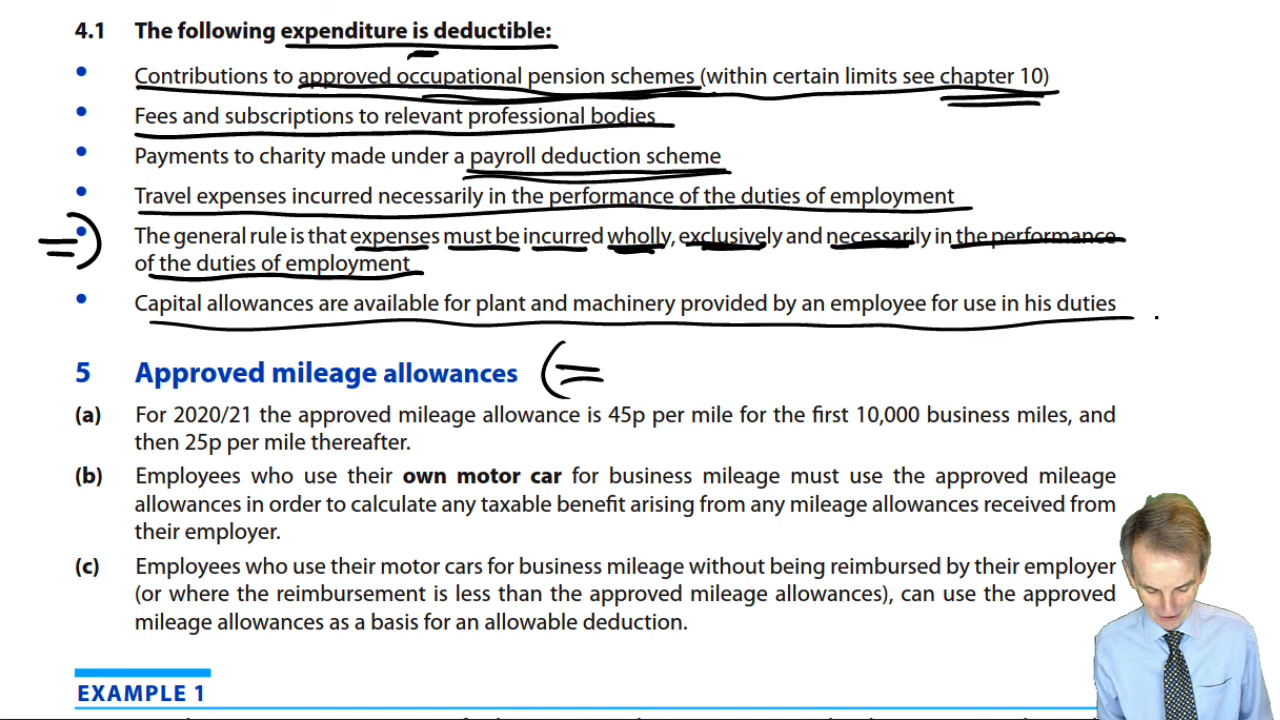 4.1 The following expenditure is deductible:
• Contributions to approved occupational pension schemes (within certain limits see chapter 10)
• Fees and subscriptions to relevant professional bodies
• Payments to charity made under a payroll deduction scheme
• Travel expenses incurred necessarily in the performance of the duties of employment
• The general rule is that expenses must be incurred wholly, exclusively and necessarily in the performance
of the duties of employment
• Capital allowances are available for plant and machinery provided by an employee for use in his duties
5 Approved mileage allowances
(a) For 2020/21 the approved mileage allowance is 45p per mile for the first 10,000 business miles, and
then 25p per mile thereafter.
(b) Employees who use their own motor car for business mileage must use the approved mileage
allowances in order to calculate any taxable benefit arising from any mileage allowances received from
their employer.
(c) Employees who use their motor cars for business mileage without being reimbursed by their employer
(or where the reimbursement is less than the approved mileage allowances), can use the approved
mileage allowances as a basis for an allowable deduction.
EXAMPLE 1